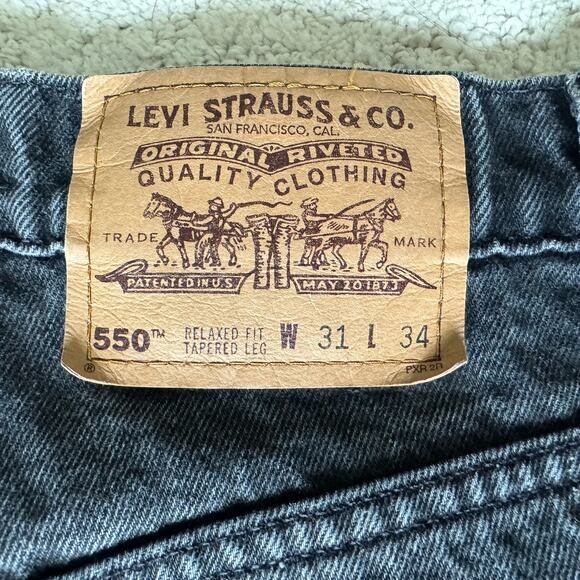 LEVI STRAUSS & CO.
SAN FRANCISCO, CAL.
ORIGINAL RIVETED
QUALITY CLOTHING
TRADE MARK
PATENTED IN U.S. MAY 20 1873
550™ RELAXED FIT W 31 L 34
TAPERED LEG
® PXR 2R